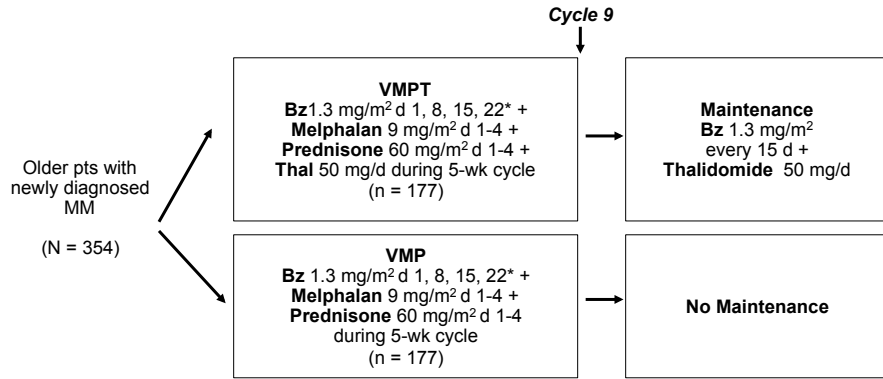 Cycle 9
VMPT
Bz1.3 mg/m² d 1, 8, 15, 22* +
Melphalan 9 mg/m² d 1-4 +
Prednisone 60 mg/m² d 1-4 +
Thal 50 mg/d during 5-wk cycle
(n = 177)
Maintenance
Bz 1.3 mg/m²
every 15 d +
Thalidomide 50 mg/d
Older pts with
newly diagnosed
MM
(N = 354)
VMP
Bz 1.3 mg/m² d 1, 8, 15, 22* +
Melphalan 9 mg/m² d 1-4 +
Prednisone 60 mg/m² d 1-4
during 5-wk cycle
(n = 177)
No Maintenance